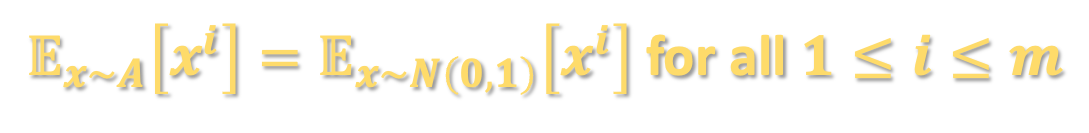 𝔼_{x∼A}[x^i] = 𝔼_{x∼N(0,1)}[x^i] for all 1 ≤ i ≤ m